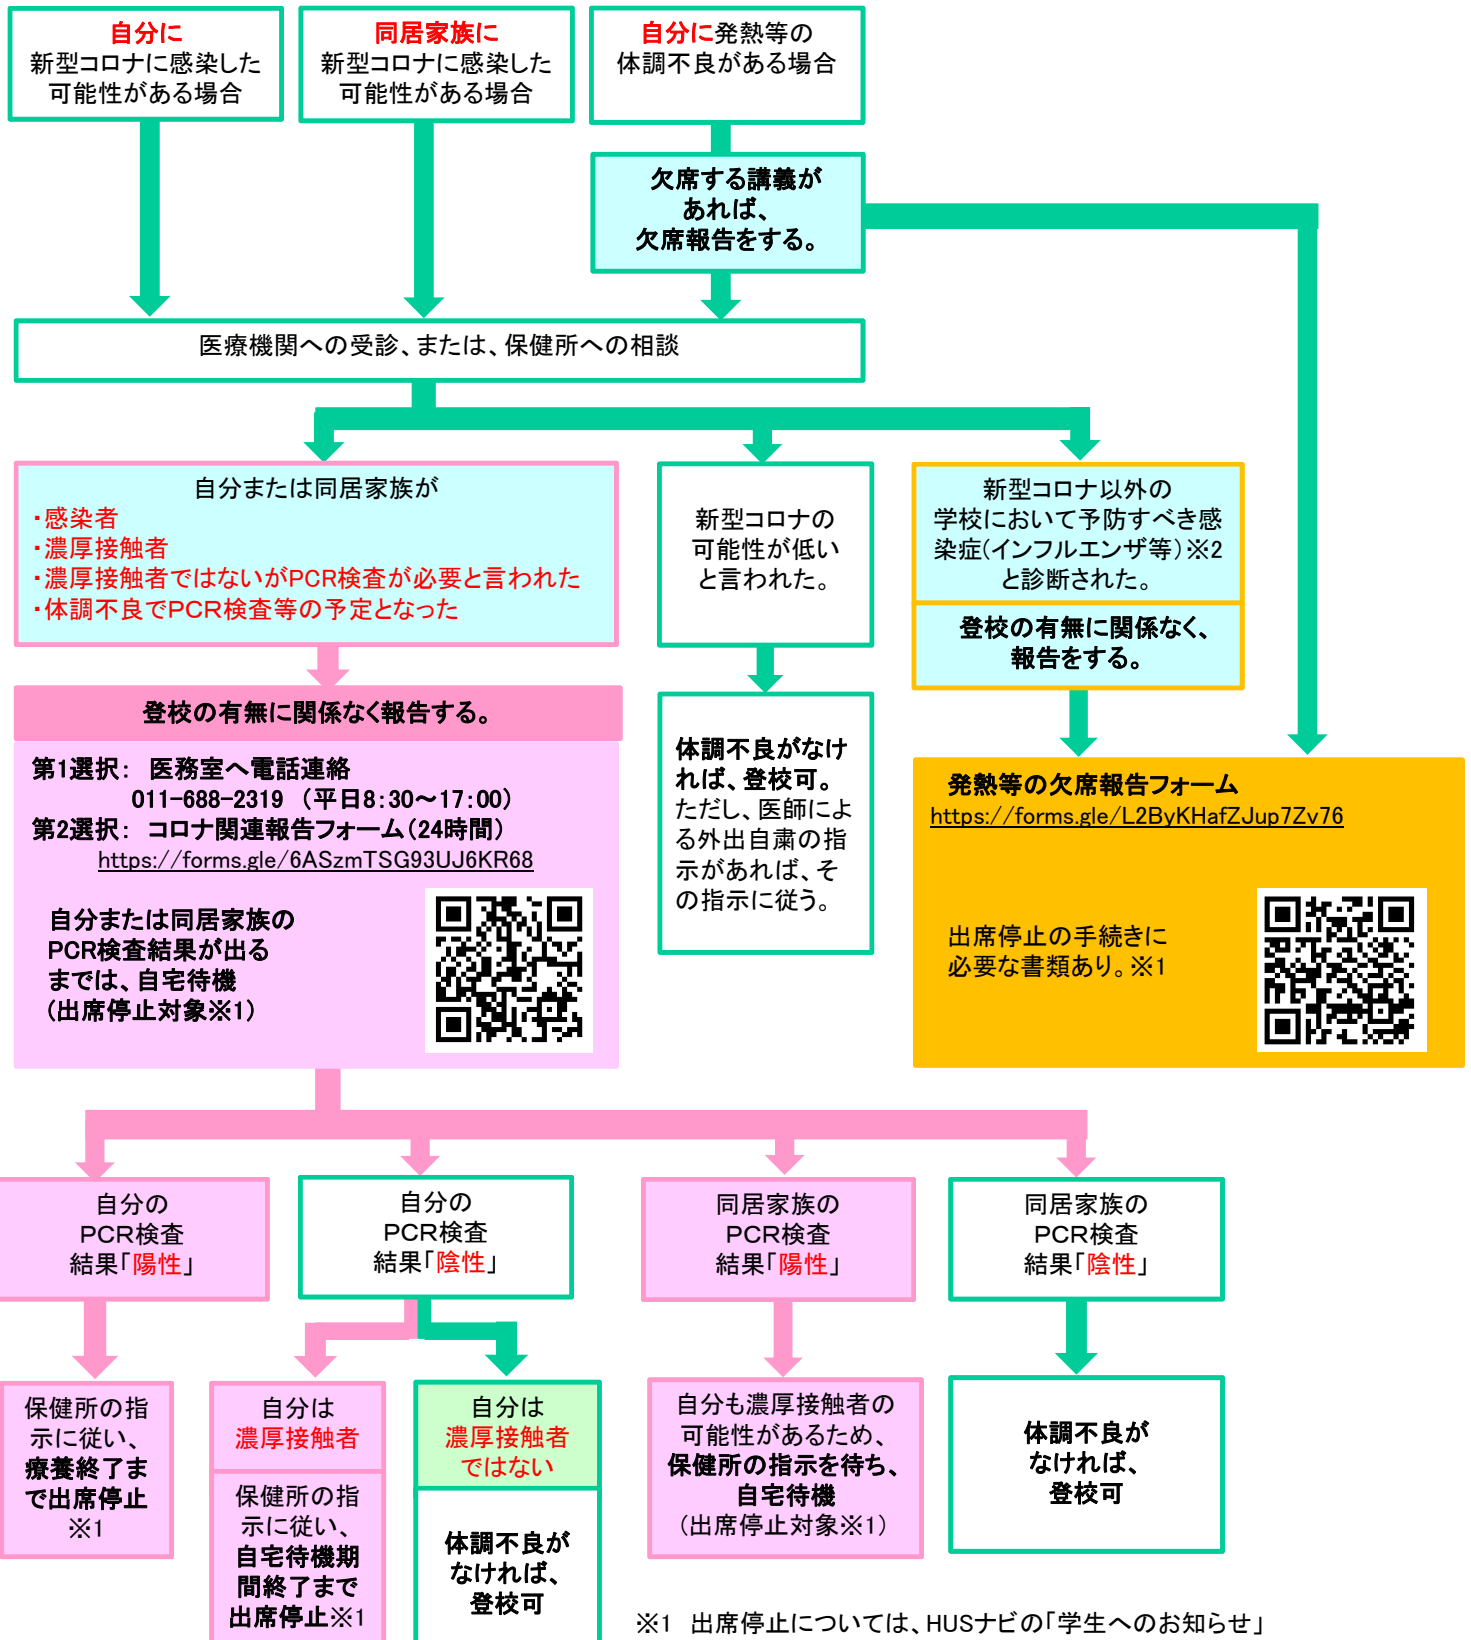 自分に
新型コロナに感染した
可能性がある場合
同居家族に
新型コロナに感染した
可能性がある場合
自分に発熱等の
体調不良がある場合
欠席する講義が
あれば、
欠席報告をする。
医療機関への受診、または、保健所への相談
自分または同居家族が
・感染者
・濃厚接触者
・濃厚接触者ではないがPCR検査が必要と言われた
・体調不良でPCR検査等の予定となった
新型コロナの
可能性が低い
と言われた。
新型コロナ以外の
学校において予防すべき感
染症(インフルエンザ等)※2
と診断された。
登校の有無に関係なく、
報告をする。
登校の有無に関係なく報告する。
第1選択： 医務室へ電話連絡
011-688-2319 （平日8:30～17:00）
第2選択： コロナ関連報告フォーム（24時間）
https://forms.gle/6ASzmTSG93UJ6KR68
自分または同居家族の
PCR検査結果が出る
までは、自宅待機
(出席停止対象※1)
体調不良がなけ
れば、登校可。
ただし、医師によ
る外出自粛の指
示があれば、そ
の指示に従う。
発熱等の欠席報告フォーム
https://forms.gle/L2ByKHafZJup7Zv76
出席停止の手続きに
必要な書類あり。※1
自分の
PCR検査
結果「陽性」
自分の
PCR検査
結果「陰性」
同居家族の
PCR検査
結果「陽性」
同居家族の
PCR検査
結果「陰性」
保健所の指
示に従い、
療養終了ま
で出席停止
※1
自分は
濃厚接触者
保健所の指
示に従い、
自宅待機期
間終了まで
出席停止※1
自分は
濃厚接触者
ではない
体調不良が
なければ、
登校可
自分も濃厚接触者の
可能性があるため、
保健所の指示を待ち、
自宅待機
(出席停止対象※1)
体調不良が
なければ、
登校可
※1 出席停止については、HUSナビの「学生へのお知らせ」